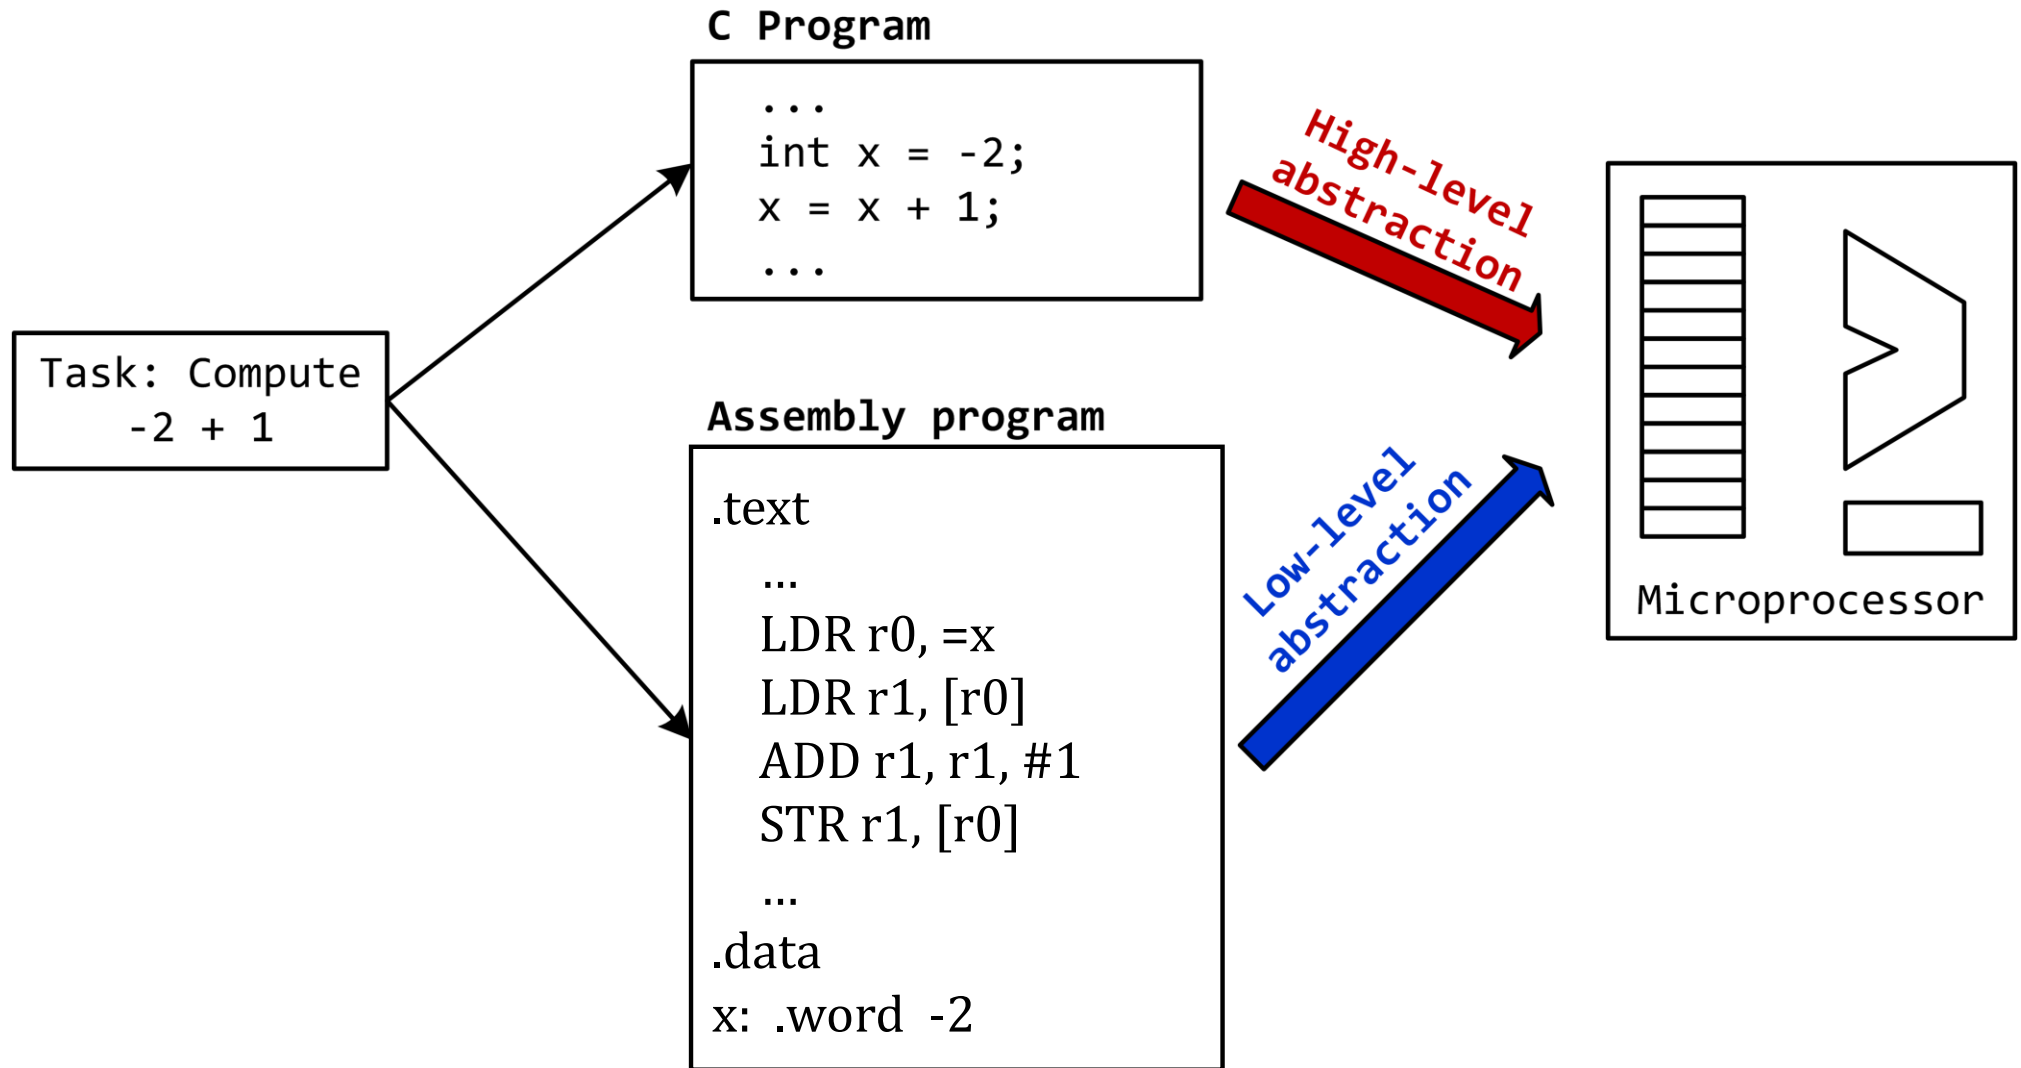 Task: Compute
-2 + 1
C Program
...
int x = -2;
x = x + 1;
...
Assembly program
.text
...
LDR r0, =x
LDR r1, [r0]
ADD r1, r1, #1
STR r1, [r0]
...
.data
x: .word -2
High-level
abstraction
Low-level
abstraction
Microprocessor